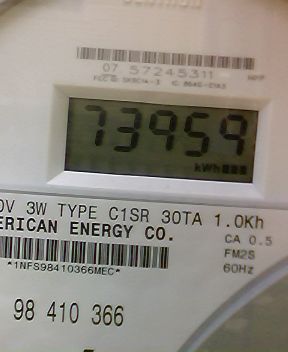 07 57245311
73959
kWh
0V 3W TYPE C1SR 30TA 1.0Kh
ERICAN ENERGY CO.
CA 0.5
FM2S
*1NFS98410366MEC*
60Hz
98 410 366